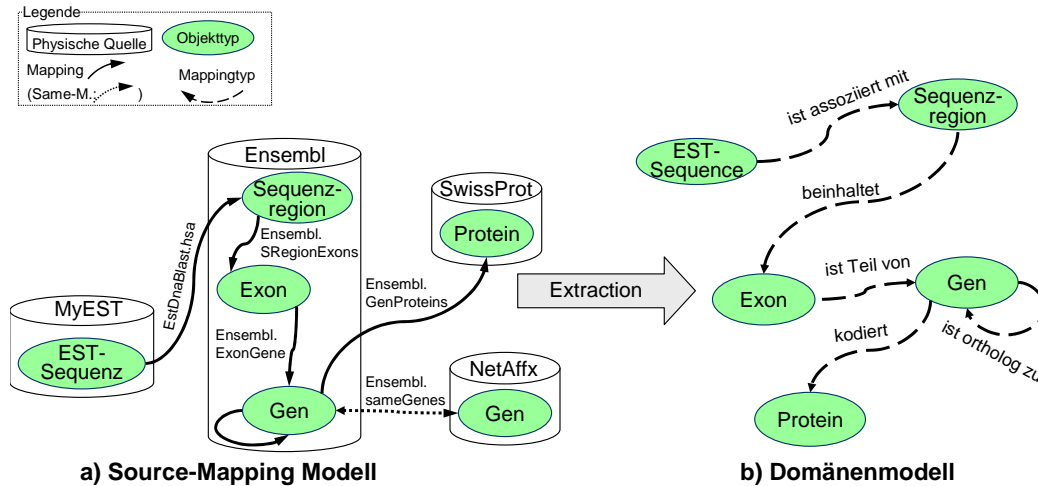 Legende
Physische Quelle
Objekttyp
Mapping
(Same-M.: )
Mappingtyp
Ensembl
Sequenz-
region
Ensembl.
SRegionExons
Exon
EstDnaBlast.hsa
MyEST
EST-
Sequenz
Ensembl.
ExonGene
Gen
Ensembl.
GenProteins
SwissProt
Protein
Ensembl.
sameGenes
NetAffx
Gen
a) Source-Mapping Modell
Extraction
ist assoziiert mit
Sequenz-
region
EST-
Sequence
beinhaltet
Exon
ist Teil von
Gen
kodiert
ist ortholog zu
Protein
b) Domänenmodell